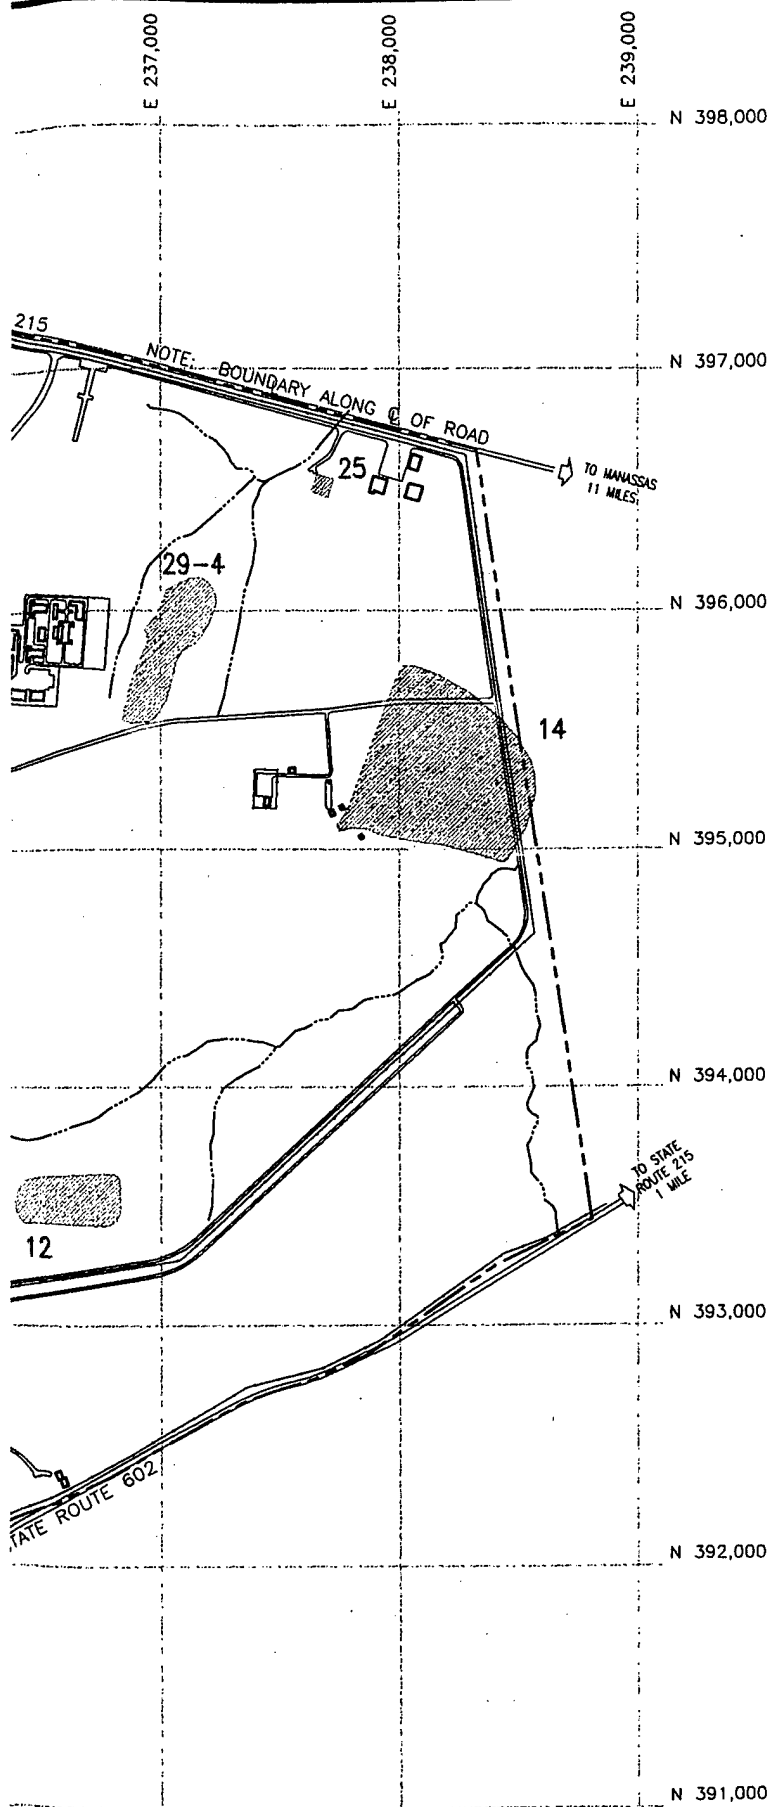 E 237,000
E 238,000
E 239,000
N 398,000
215
NOTE: BOUNDARY ALONG ℄ OF ROAD
N 397,000
25
TO MANASSAS
11 MILES
29-4
N 396,000
14
N 395,000
N 394,000
TO STATE
ROUTE 215
1 MILE
12
N 393,000
TATE ROUTE 602
N 392,000
N 391,000